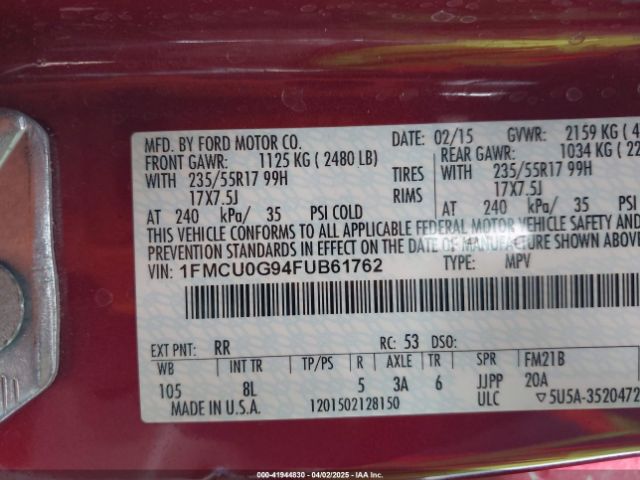 MFD. BY FORD MOTOR CO.
DATE: 02/15 GVWR: 2159 KG
FRONT GAWR: 1125 KG ( 2480 LB)
REAR GAWR: 1034 KG
WITH 235/55R17 99H TIRES WITH 235/55R17 99H
17X7.5J RIMS 17X7.5J
AT 240 kPa/ 35 PSI COLD AT 240 kPa/ 35
THIS VEHICLE CONFORMS TO ALL APPLICABLE FEDERAL MOTOR VEHICLE SAFETY AND
PREVENTION STANDARDS IN EFFECT ON THE DATE OF MANUFACTURE SHOWN ABOVE
VIN: 1FMCU0G94FUB61762 TYPE: MPV
EXT PNT: RR RC: 53 DSO:
WB INT TR TP/PS R AXLE TR SPR FM21B
105 8L 5 3A 6 JJPP 20A
MADE IN U.S.A. 1201502128150 ULC 5U5A-3520472
000-41944830 04/02/2025 - IAAI, Inc.